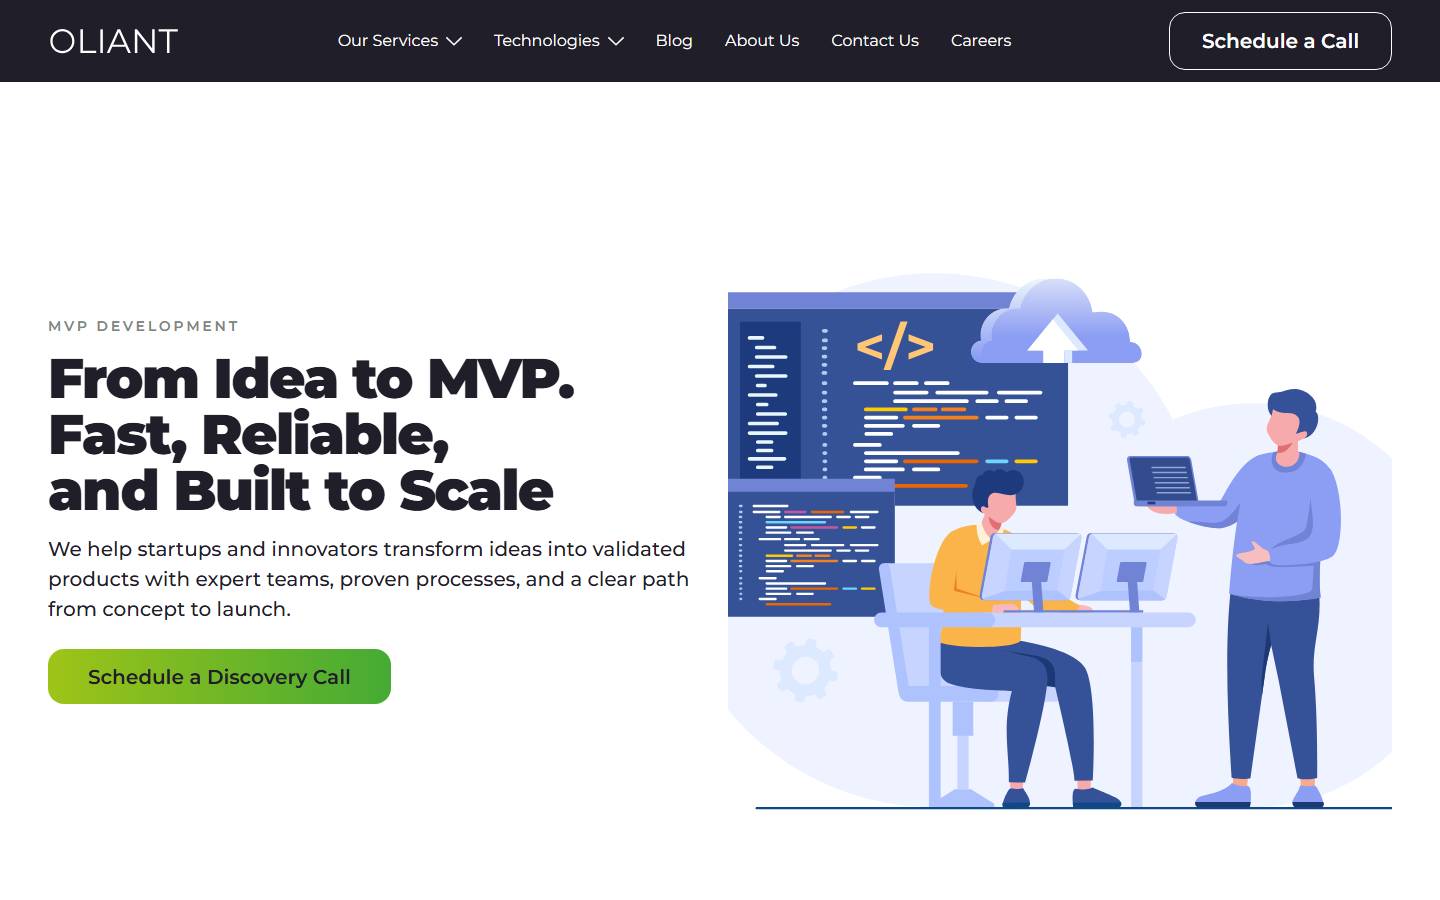 OLIANT
Our Services
Technologies
Blog
About Us
Contact Us
Careers
Schedule a Call
MVP DEVELOPMENT
From Idea to MVP.
Fast, Reliable,
and Built to Scale
We help startups and innovators transform ideas into validated
products with expert teams, proven processes, and a clear path
from concept to launch.
Schedule a Discovery Call
</>